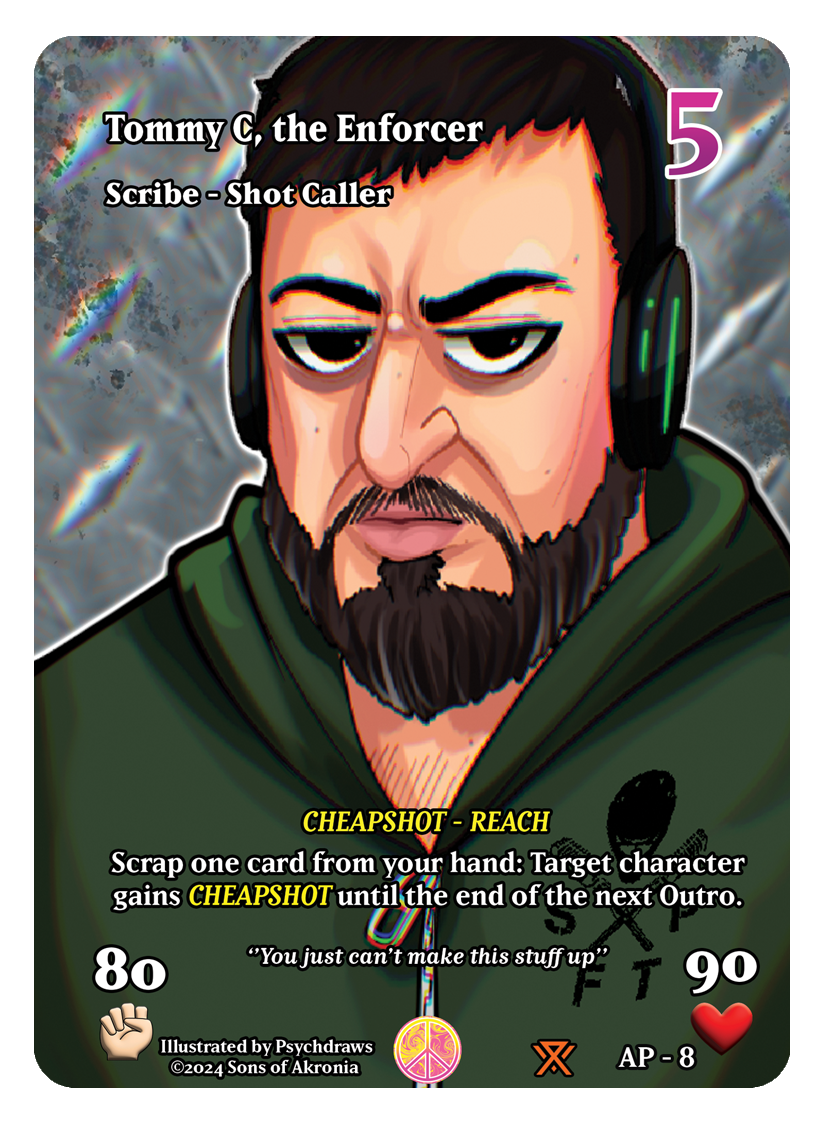 Tommy C, the Enforcer
5
Scribe - Shot Caller
CHEAPSHOT - REACH
Scrap one card from your hand: Target character
gains CHEAPSHOT until the end of the next Outro.
S P
F T
80
‘’You just can’t make this stuff up’’
90
Illustrated by Psychdraws
©2024 Sons of Akronia
AP - 8